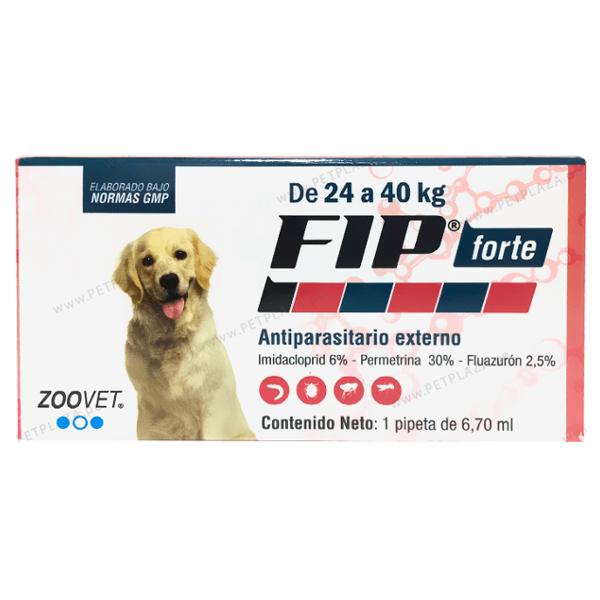 ELABORADO BAJO
NORMAS GMP
De 24 a 40 kg
FIP® forte
Antiparasitario externo
Imidacloprid 6% - Permetrina 30% - Fluazurón 2,5%
ZOOVET®
Contenido Neto: 1 pipeta de 6,70 ml